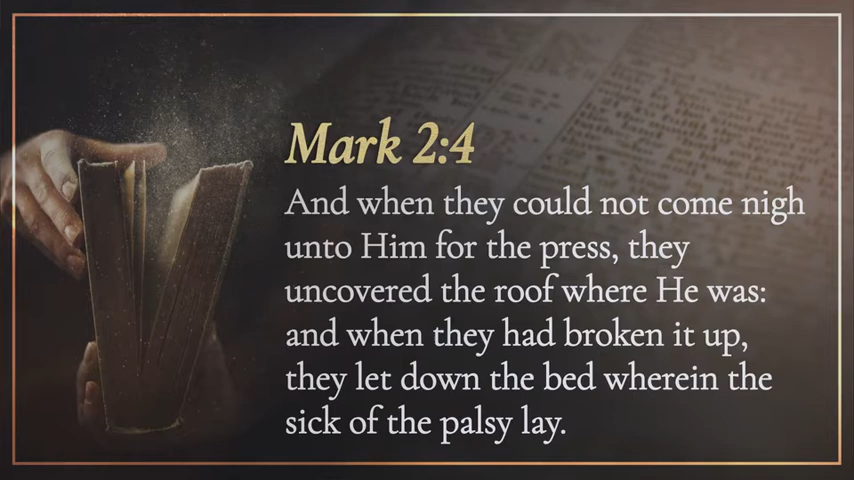 Mark 2:4
And when they could not come nigh
unto Him for the press, they
uncovered the roof where He was:
and when they had broken it up,
they let down the bed wherein the
sick of the palsy lay.